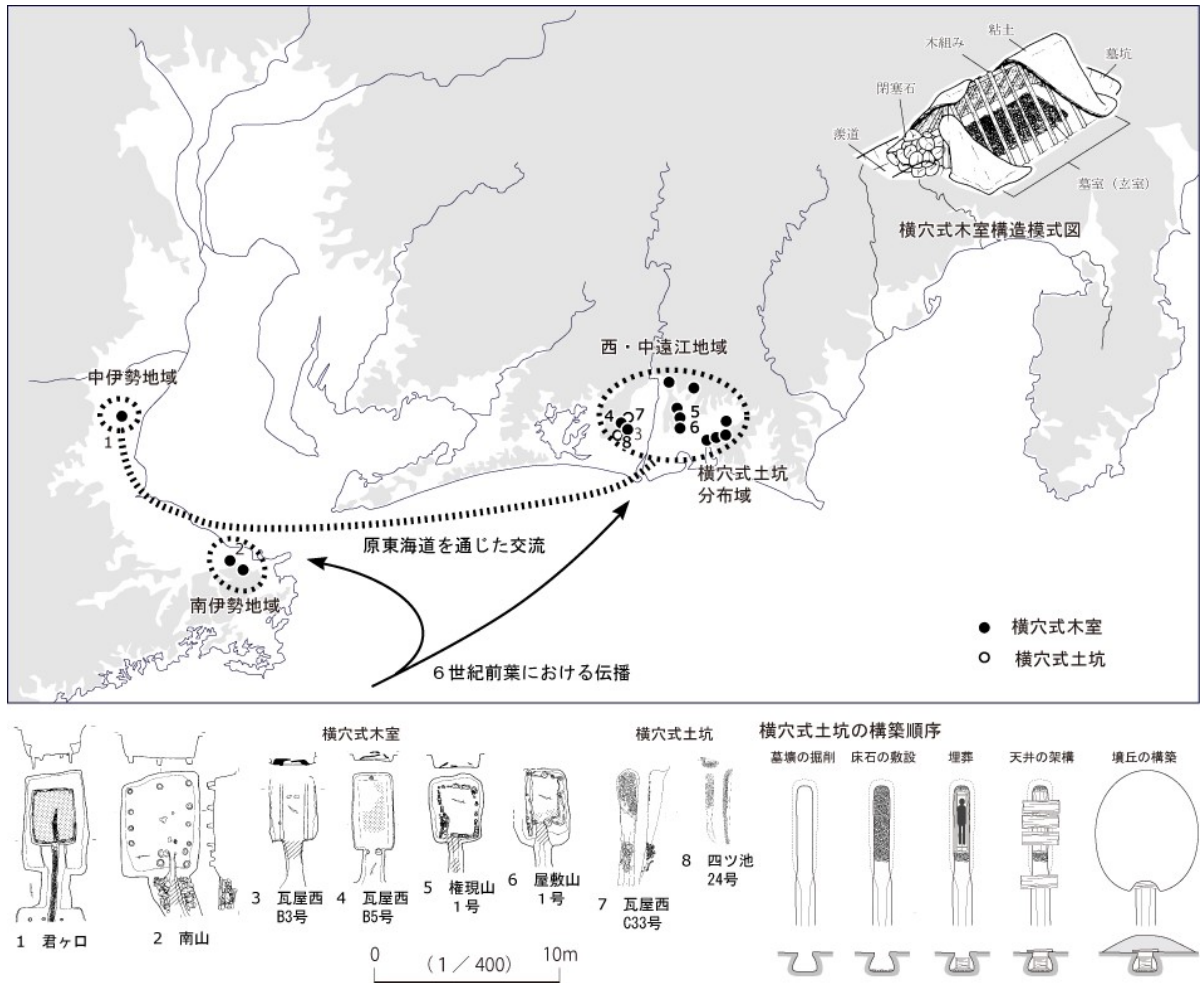 木組み
粘土
墓坑
閉塞石
羨道
墓室（玄室）
横穴式木室構造模式図
西・中遠江地域
中伊勢地域
1
4
7
3
8
5
6
横穴式土坑
分布域
原東海道を通じた交流
2
南伊勢地域
６世紀前葉における伝播
● 横穴式木室
○ 横穴式土坑
横穴式木室
横穴式土坑
横穴式土坑の構築順序
墓壙の掘削
床石の敷設
埋葬
天井の架構
墳丘の構築
1 君ヶ口
2 南山
3 瓦屋西
B3号
4 瓦屋西
B5号
5 権現山
1号
6 屋敷山
1号
7 瓦屋西
C33号
8 四ツ池
24号
0
（１／400）
10m